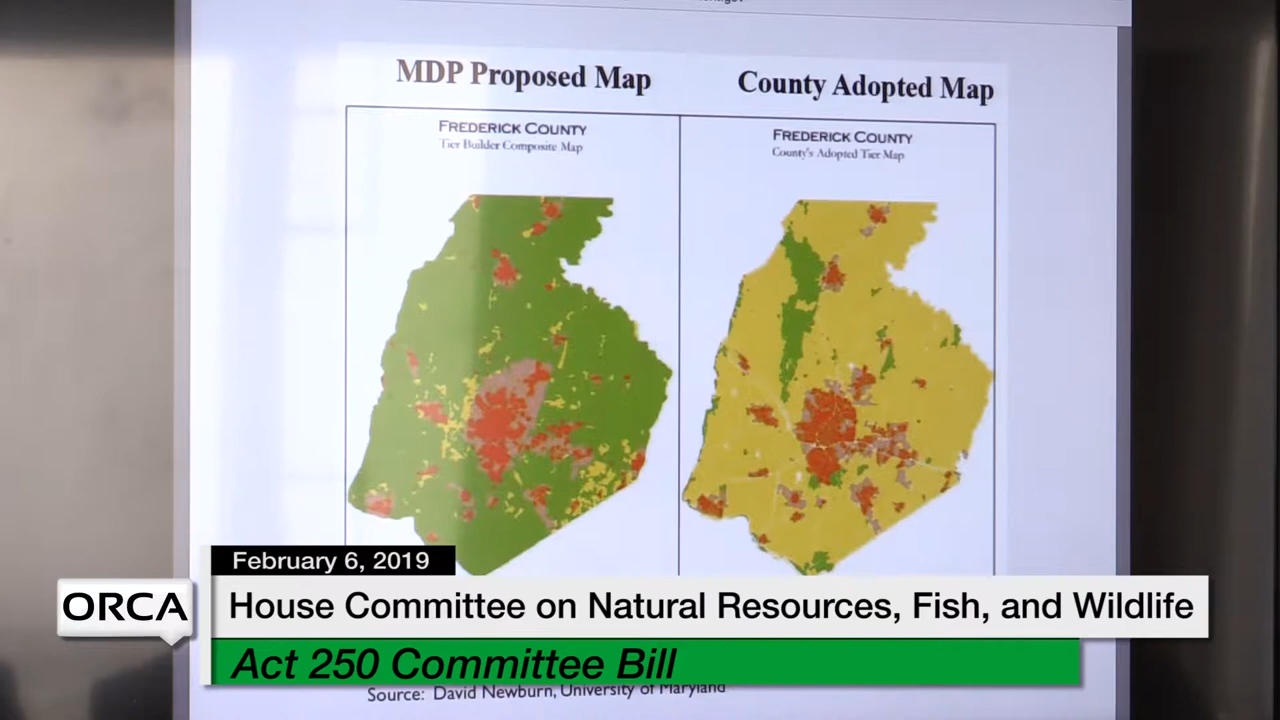 MDP Proposed Map
County Adopted Map
FREDERICK COUNTY
Tier Builder Composite Map
FREDERICK COUNTY
County's Adopted Tier Map
February 6, 2019
ORCA
House Committee on Natural Resources, Fish, and Wildlife
Act 250 Committee Bill
Source: David Newburn, University of Maryland